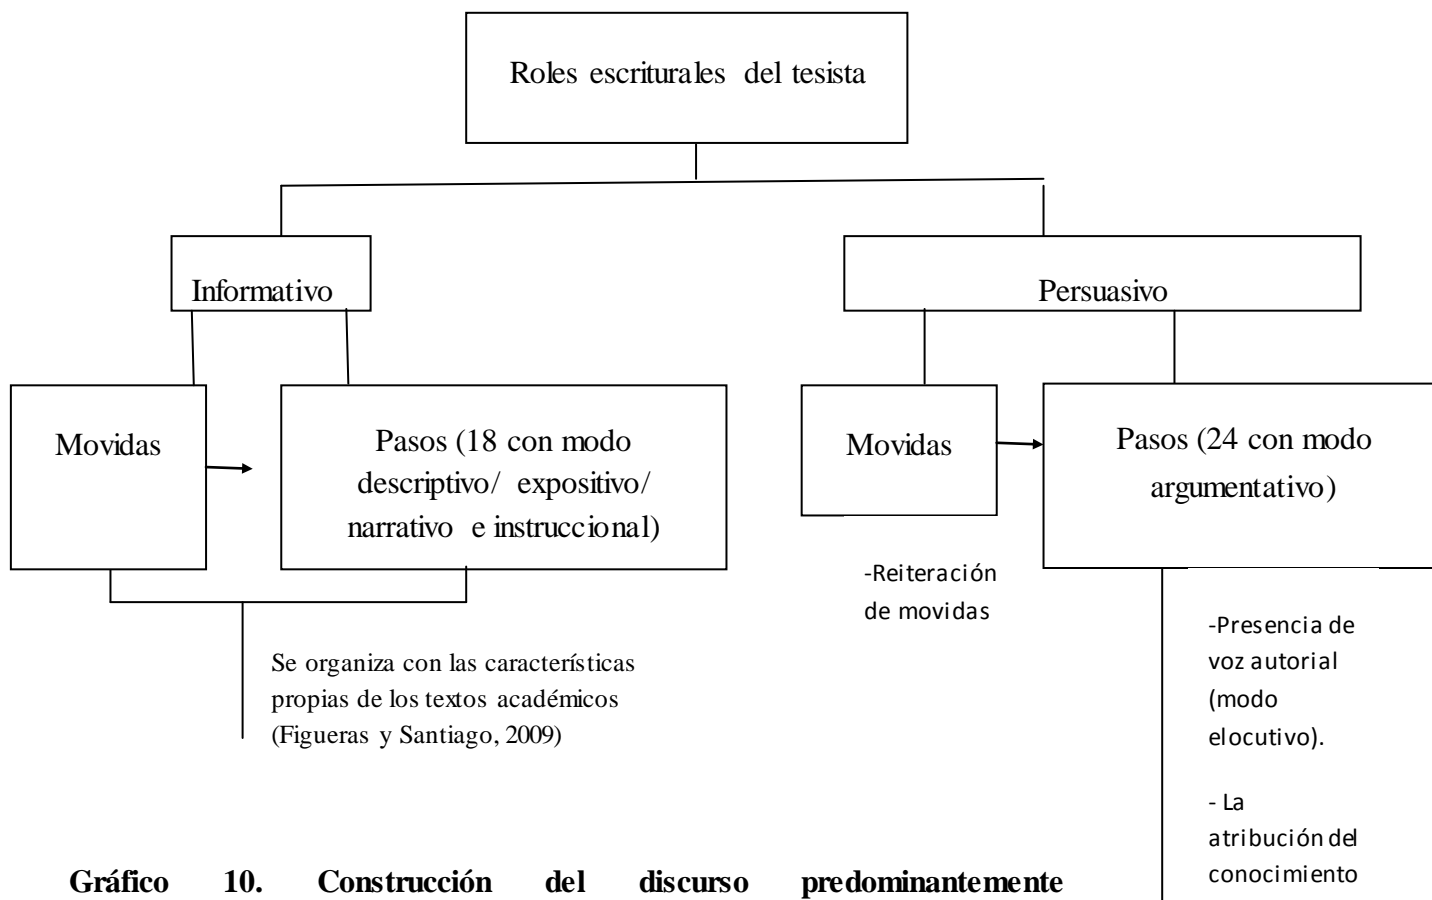 Roles escriturales del tesista
Informativo
Persuasivo
Movidas
Pasos (18 con modo
descriptivo/ expositivo/
narrativo e instruccional)
Movidas
Pasos (24 con modo
argumentativo)
Se organiza con las características
propias de los textos académicos
(Figueras y Santiago, 2009)
-Reiteración
de movidas
-Presencia de
voz autorial
(modo
elocutivo).
- La
atribución del
conocimiento
Gráfico 10. Construcción del discurso predominantemente